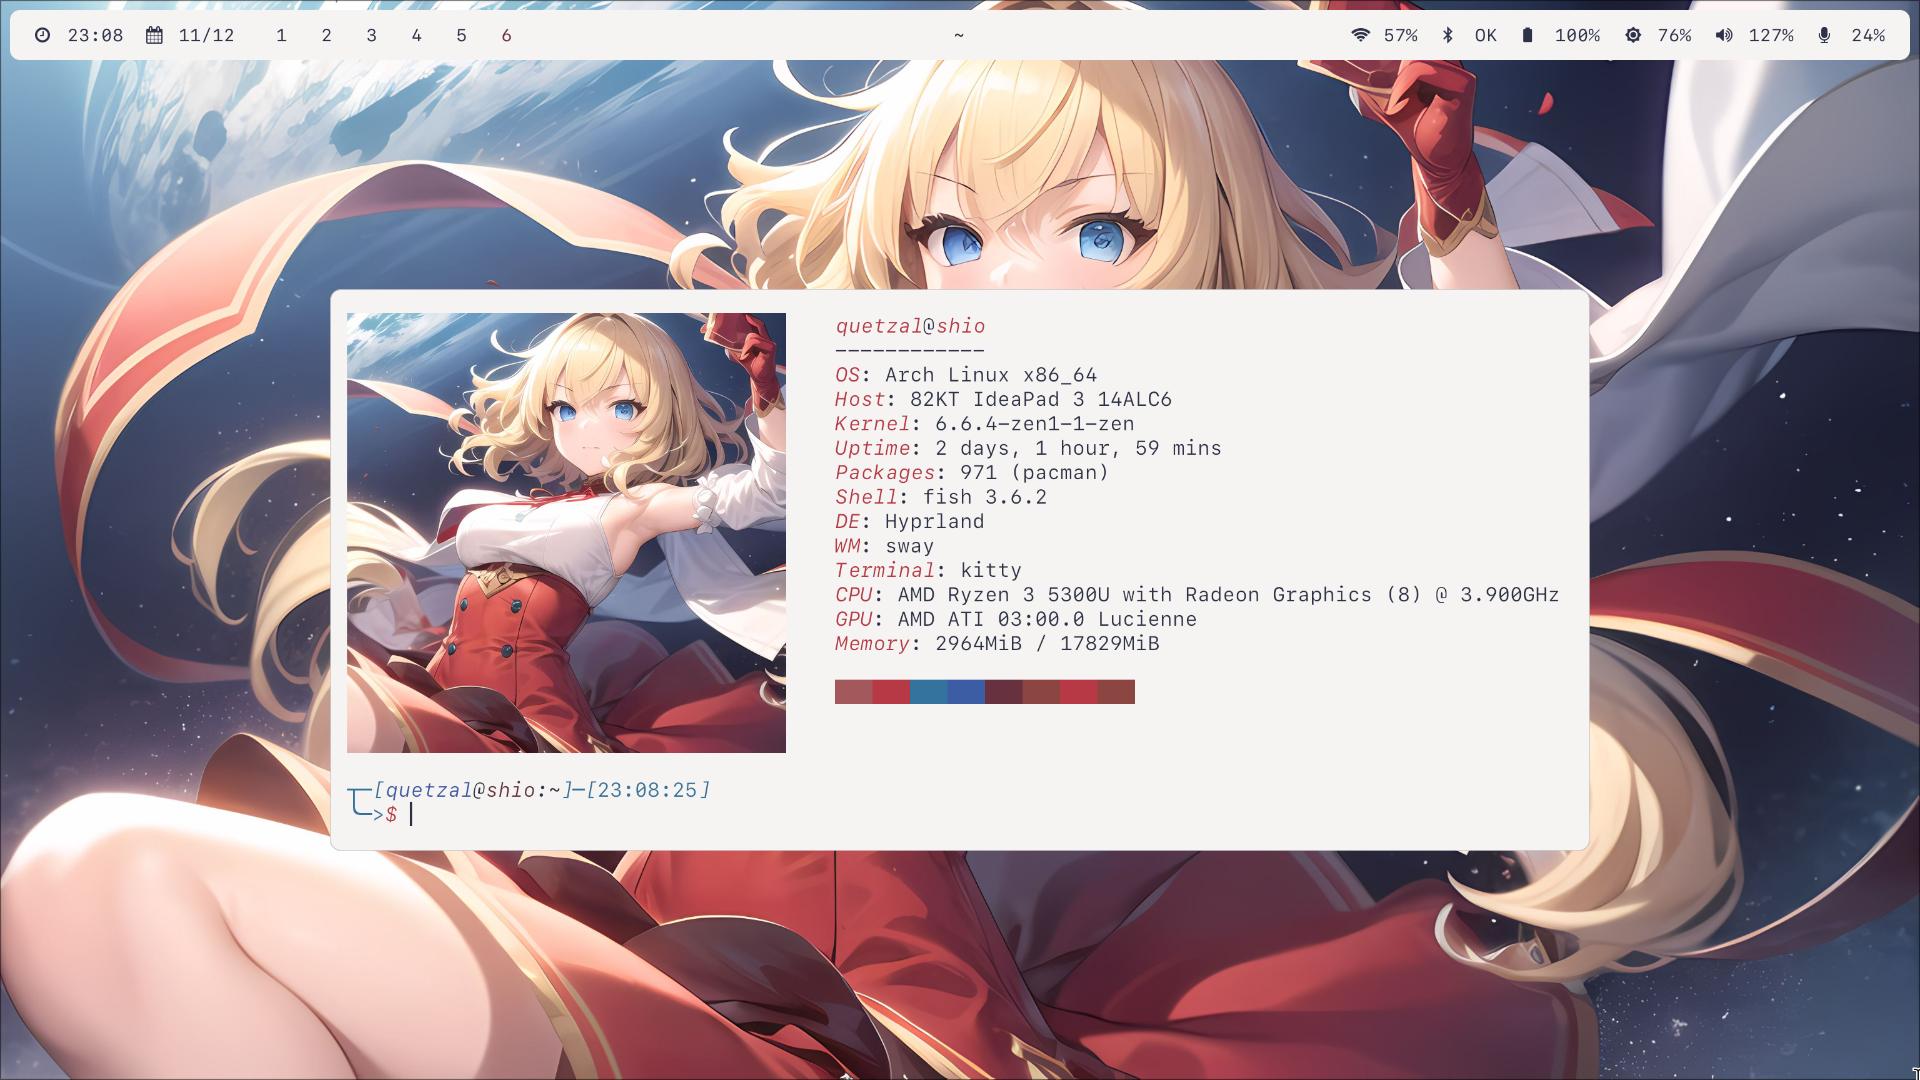 23:08 11/12 1 2 3 4 5 6 ~ 57% OK 100% 76% 127% 24%
quetzal@shio
------------
OS: Arch Linux x86_64
Host: 82KT IdeaPad 3 14ALC6
Kernel: 6.6.4-zen1-1-zen
Uptime: 2 days, 1 hour, 59 mins
Packages: 971 (pacman)
Shell: fish 3.6.2
DE: Hyprland
WM: sway
Terminal: kitty
CPU: AMD Ryzen 3 5300U with Radeon Graphics (8) @ 3.900GHz
GPU: AMD ATI 03:00.0 Lucienne
Memory: 2964MiB / 17829MiB
┬─[quetzal@shio:~]─[23:08:25]
╰─>$